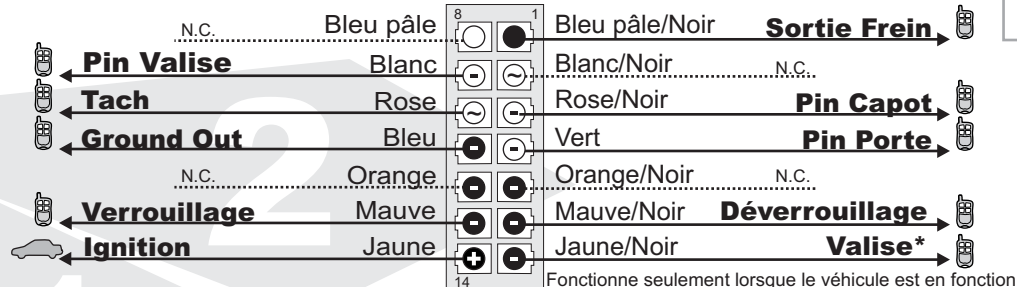 8 1
N.C. Bleu pâle Bleu pâle/Noir Sortie Frein
Pin Valise Blanc Blanc/Noir N.C.
Tach Rose Rose/Noir Pin Capot
Ground Out Bleu Vert Pin Porte
N.C. Orange Orange/Noir N.C.
Verrouillage Mauve Mauve/Noir Déverrouillage
Ignition Jaune Jaune/Noir Valise*
14 Fonctionne seulement lorsque le véhicule est en fonction
2